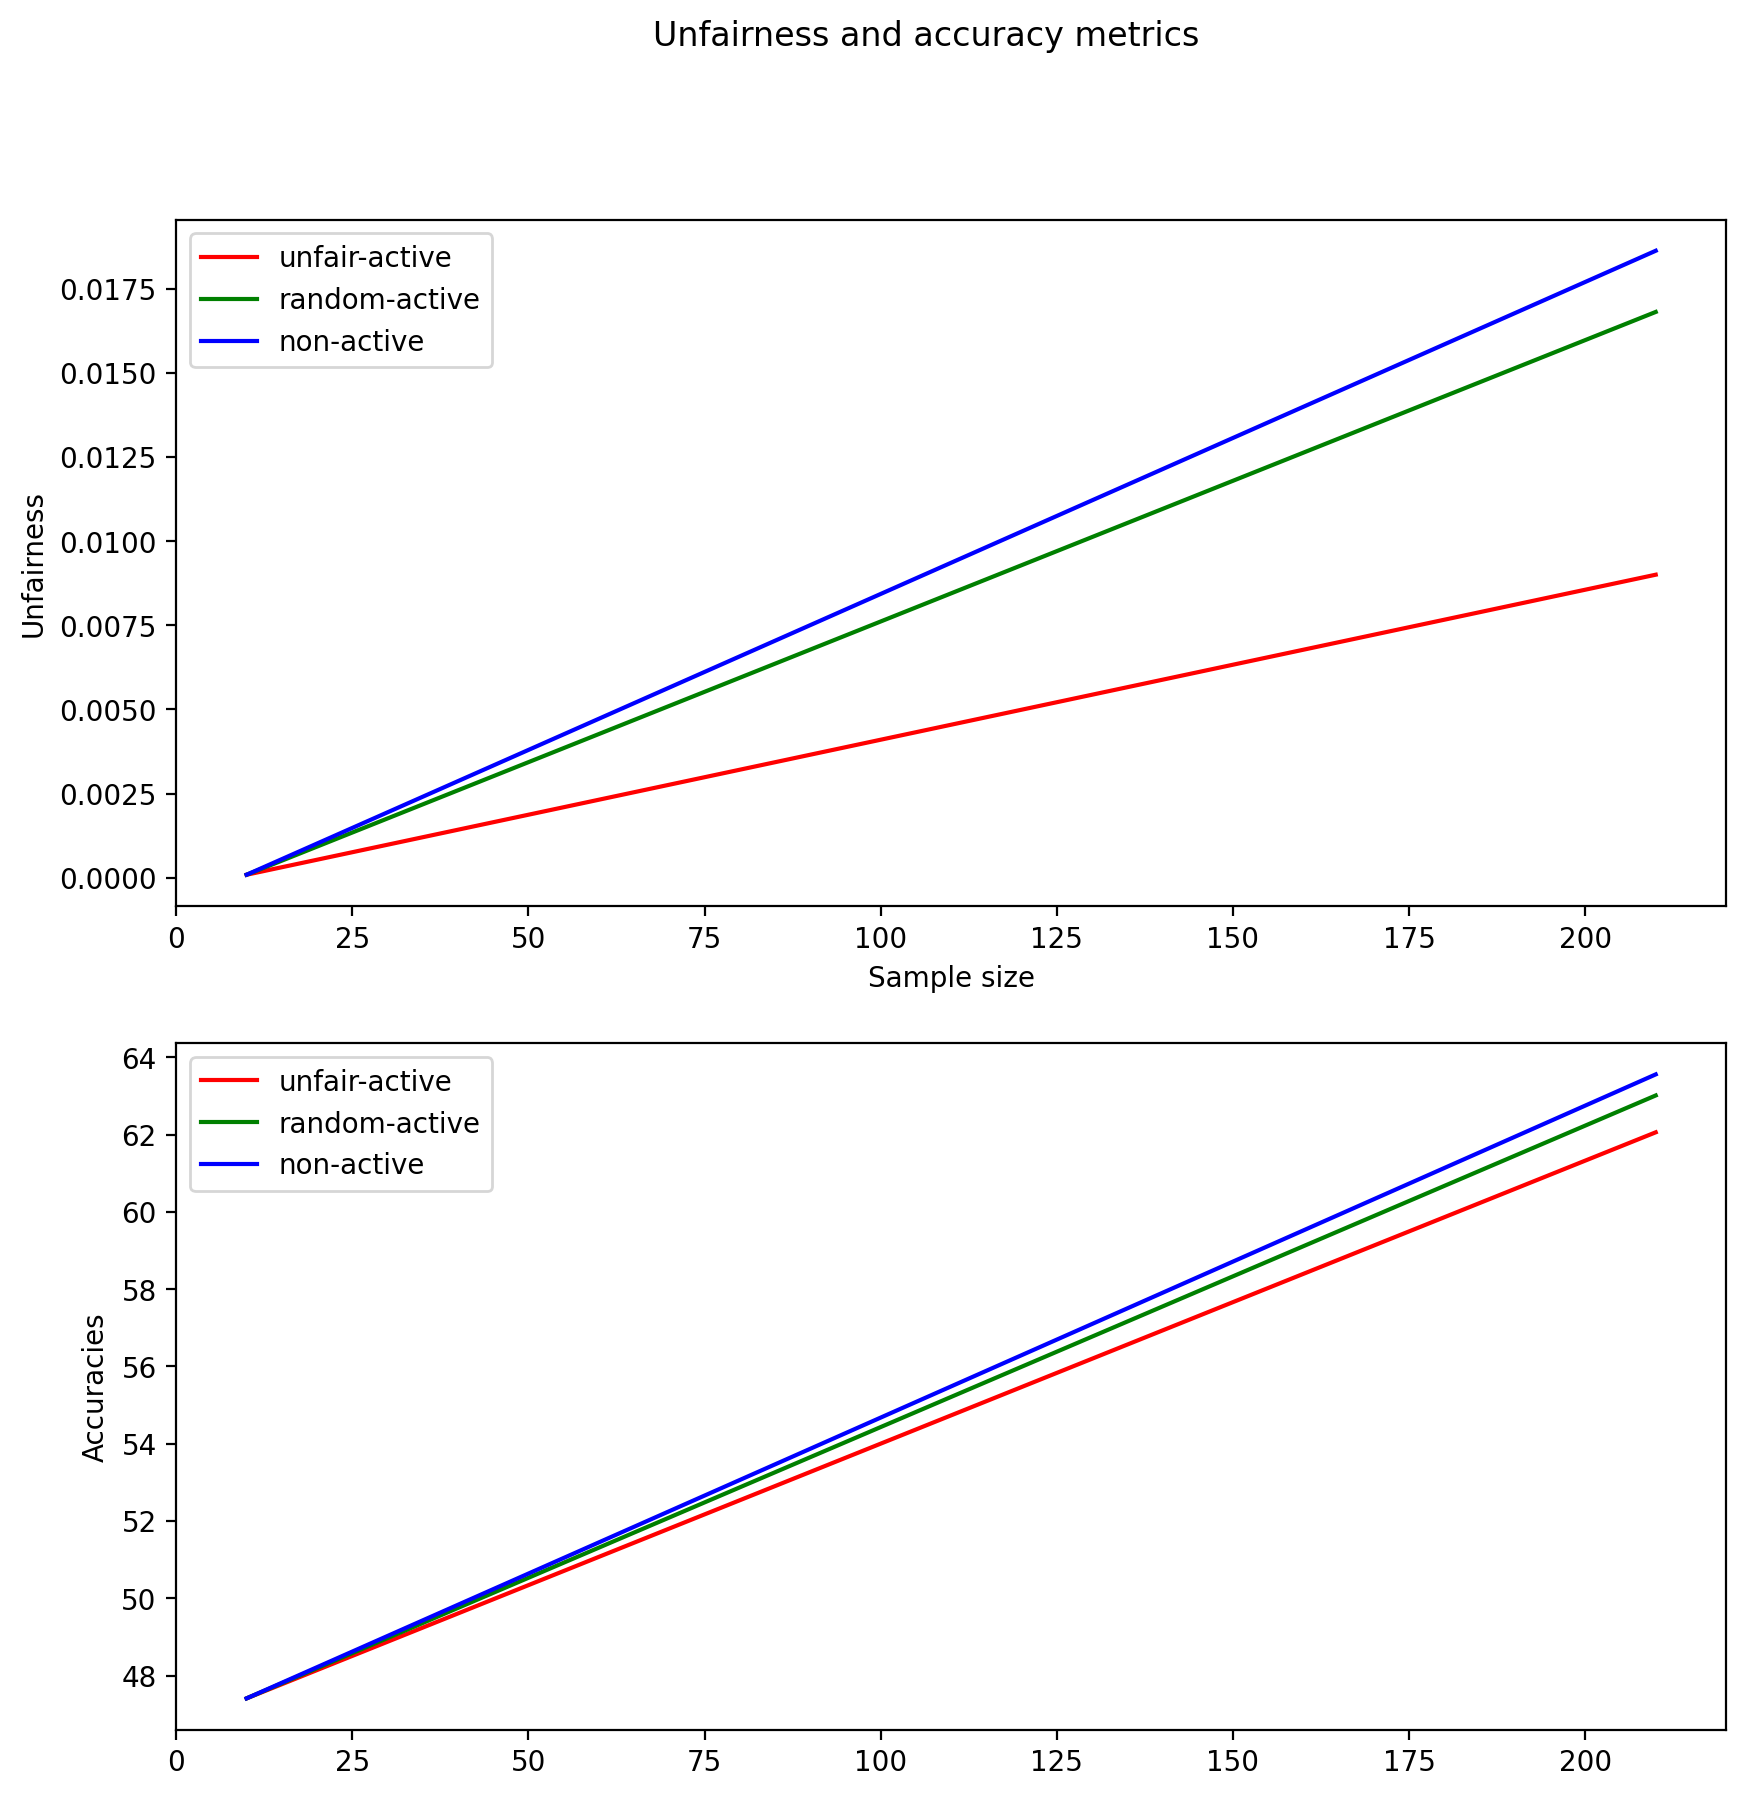 Unfairness and accuracy metrics
unfair-active
random-active
non-active
0.0175
0.0150
0.0125
0.0100
0.0075
0.0050
0.0025
0.0000
Unfairness
0 25 50 75 100 125 150 175 200
Sample size
unfair-active
random-active
non-active
64
62
60
58
56
54
52
50
48
Accuracies
0 25 50 75 100 125 150 175 200